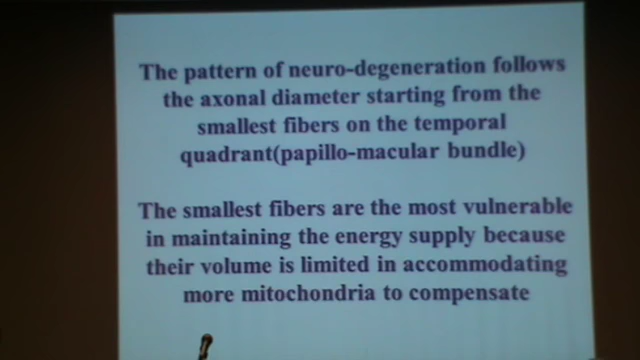 The pattern of neuro-degeneration follows
the axonal diameter starting from the
smallest fibers on the temporal
quadrant(papillo-macular bundle)
The smallest fibers are the most vulnerable
in maintaining the energy supply because
their volume is limited in accommodating
more mitochondria to compensate